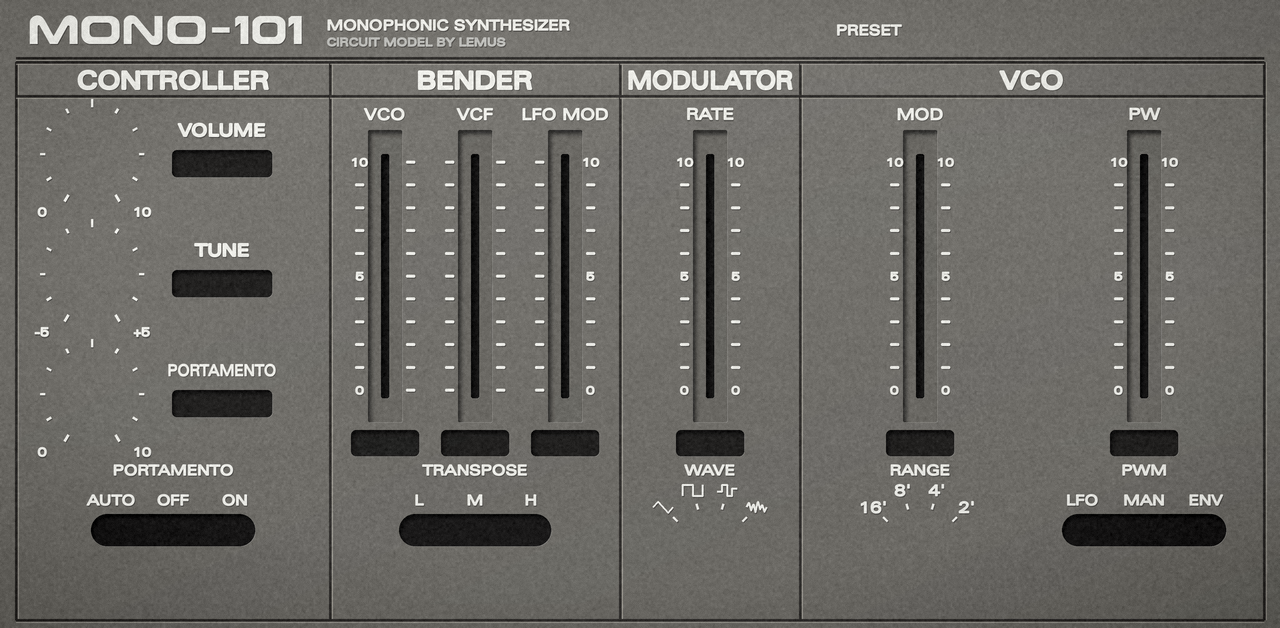 MONO-101
MONOPHONIC SYNTHESIZER
CIRCUIT MODEL BY LEMUS
PRESET
CONTROLLER
BENDER
MODULATOR
VCO
VOLUME
0 10
TUNE
-5 +5
PORTAMENTO
0 10
PORTAMENTO
AUTO OFF ON
VCO VCF LFO MOD
10 10
5 5
0 0
TRANSPOSE
L M H
RATE
10 10
5 5
0 0
WAVE
MOD
10 10
5 5
0 0
RANGE
16' 8' 4' 2'
PW
10 10
5 5
0 0
PWM
LFO MAN ENV